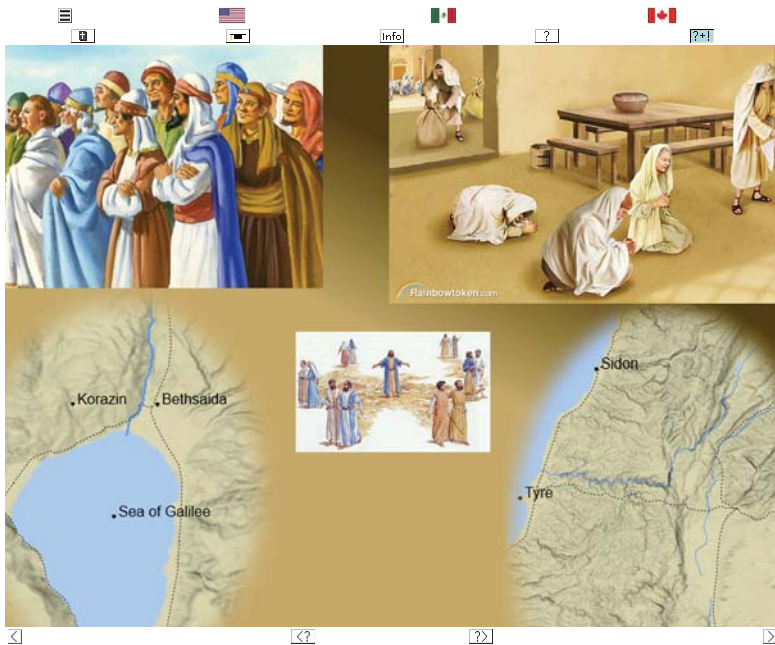 Info
?
?+!
Rainbowtoken.com
Sidon
Korazin
Bethsaida
Tyre
Sea of Galilee
<
<?
?>
>